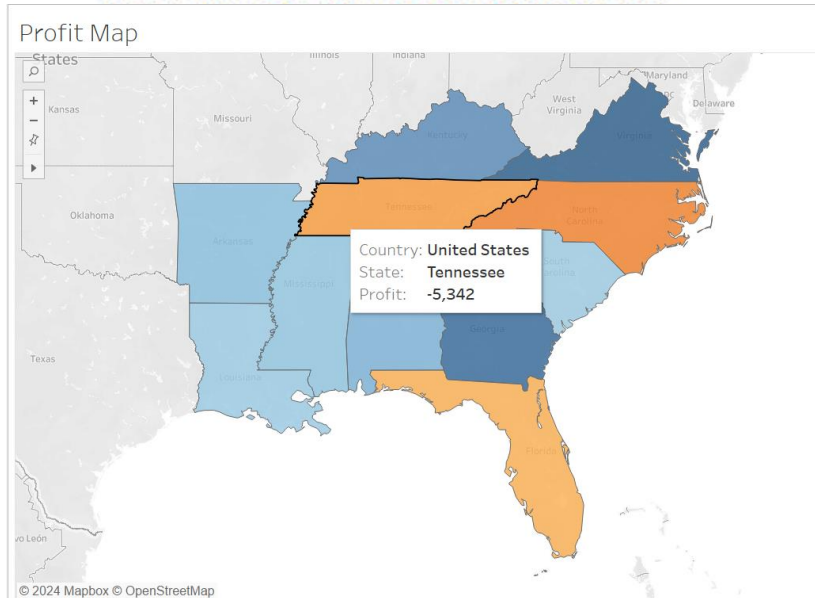 Profit Map
States
Illinois
Indiana
Maryland
Kansas
Missouri
West
Virginia
Delaware
Kentucky
Virginia
Oklahoma
Tennessee
North
Carolina
Arkansas
Country: United States
State: Tennessee
Profit: -5,342
South
Carolina
Mississippi
Georgia
Texas
Louisiana
Florida
vo León
© 2024 Mapbox © OpenStreetMap